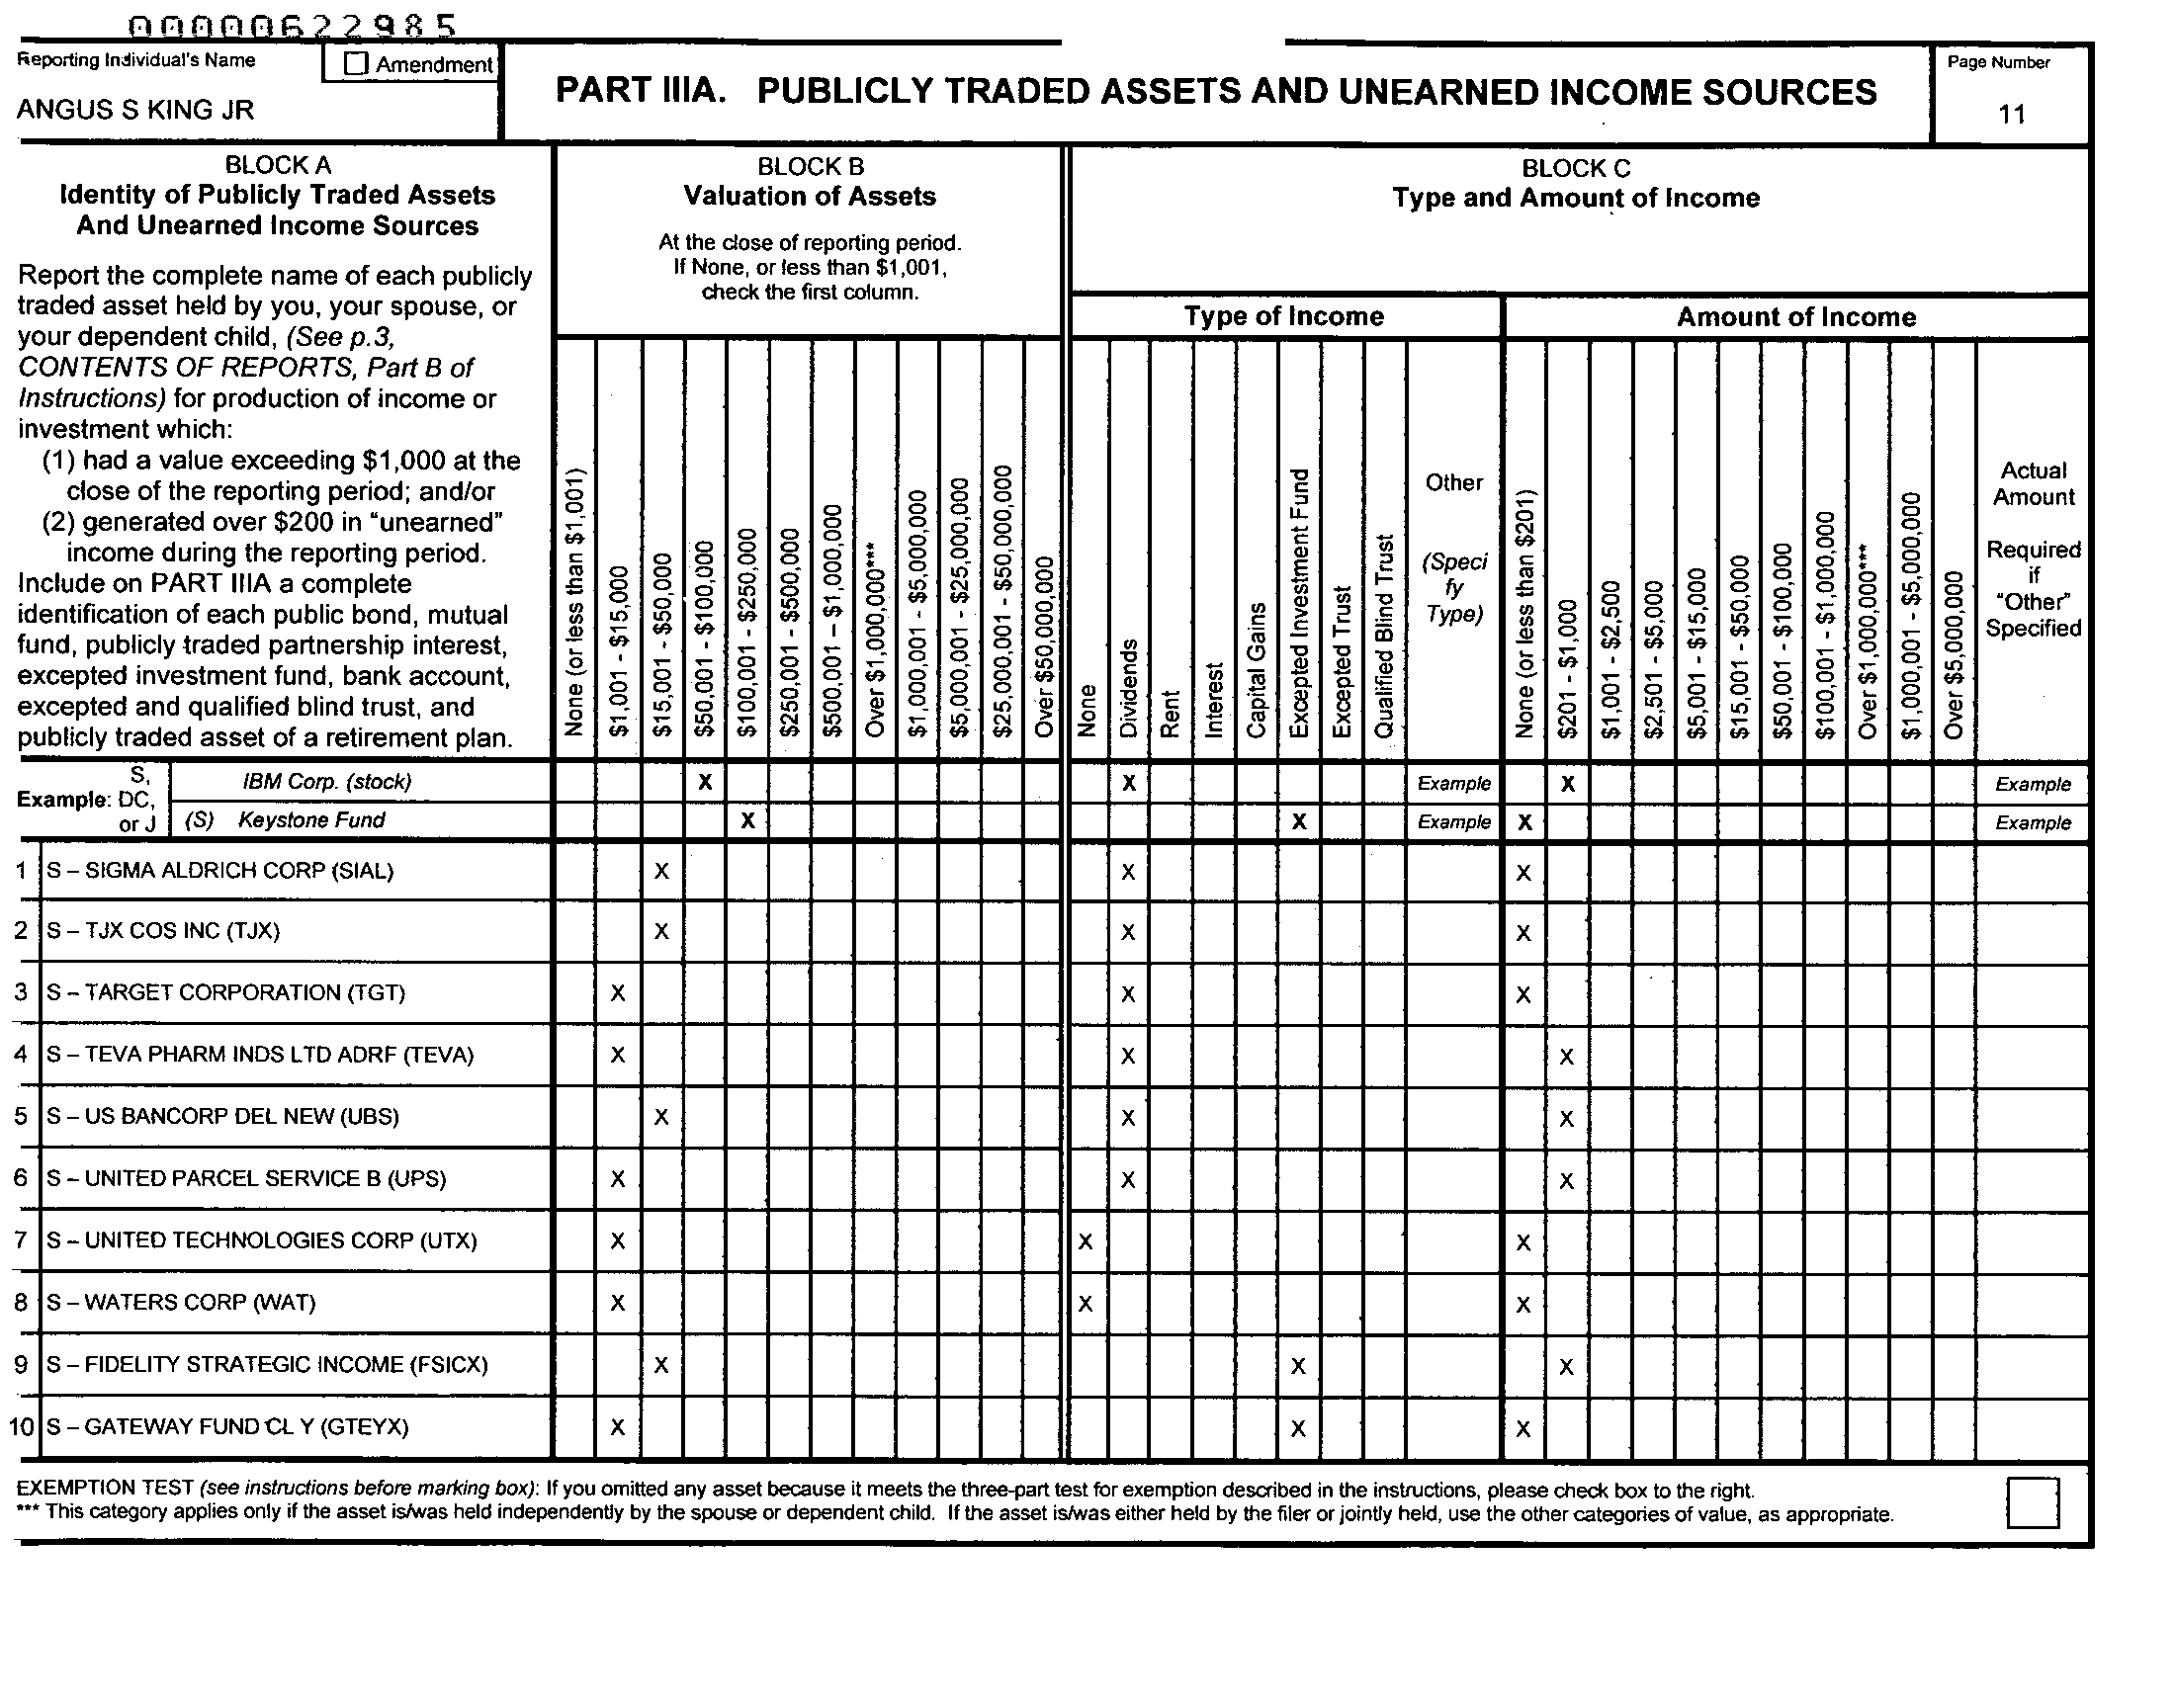 00000622985
Reporting Individual's Name
Amendment
ANGUS S KING JR
PART IIIA. PUBLICLY TRADED ASSETS AND UNEARNED INCOME SOURCES
Page Number
11
BLOCK A
Identity of Publicly Traded Assets
And Unearned Income Sources
Report the complete name of each publicly
traded asset held by you, your spouse, or
your dependent child, (See p.3,
CONTENTS OF REPORTS, Part B of
Instructions) for production of income or
investment which:
(1) had a value exceeding $1,000 at the
close of the reporting period; and/or
(2) generated over $200 in "unearned"
income during the reporting period.
Include on PART IIIA a complete
identification of each public bond, mutual
fund, publicly traded partnership interest,
excepted investment fund, bank account,
excepted and qualified blind trust, and
publicly traded asset of a retirement plan.
BLOCK B
Valuation of Assets
At the close of reporting period.
If None, or less than $1,001,
check the first column.
None (or less than $1,001)
$1,001 - $15,000
$15,001 - $50,000
$50,001 - $100,000
$100,001 - $250,000
$250,001 - $500,000
$500,001 – $1,000,000
Over $1,000,000***
$1,000,001 - $5,000,000
$5,000,001 - $25,000,000
$25,000,001 - $50,000,000
Over $50,000,000
BLOCK C
Type and Amount of Income
Type of Income
None
Dividends
Rent
Interest
Capital Gains
Excepted Investment Fund
Excepted Trust
Qualified Blind Trust
Other
(Speci
fy
Type)
Amount of Income
None (or less than $201)
$201 - $1,000
$1,001 - $2,500
$2,501 - $5,000
$5,001 - $15,000
$15,001 - $50,000
$50,001 - $100,000
$100,001 - $1,000,000
Over $1,000,000***
$1,000,001 - $5,000,000
Over $5,000,000
Actual
Amount
Required
if
"Other"
Specified
Example:
S,
DC,
or J
IBM Corp. (stock) X X Example X Example
(S) Keystone Fund X X Example X Example
1 S – SIGMA ALDRICH CORP (SIAL) X X X
2 S – TJX COS INC (TJX) X X X
3 S – TARGET CORPORATION (TGT) X X X
4 S – TEVA PHARM INDS LTD ADRF (TEVA) X X X
5 S – US BANCORP DEL NEW (UBS) X X X
6 S – UNITED PARCEL SERVICE B (UPS) X X X
7 S – UNITED TECHNOLOGIES CORP (UTX) X X X
8 S – WATERS CORP (WAT) X X X
9 S – FIDELITY STRATEGIC INCOME (FSICX) X X X
10 S – GATEWAY FUND CL Y (GTEYX) X X X
EXEMPTION TEST (see instructions before marking box): If you omitted any asset because it meets the three-part test for exemption described in the instructions, please check box to the right.
*** This category applies only if the asset is/was held independently by the spouse or dependent child. If the asset is/was either held by the filer or jointly held, use the other categories of value, as appropriate.